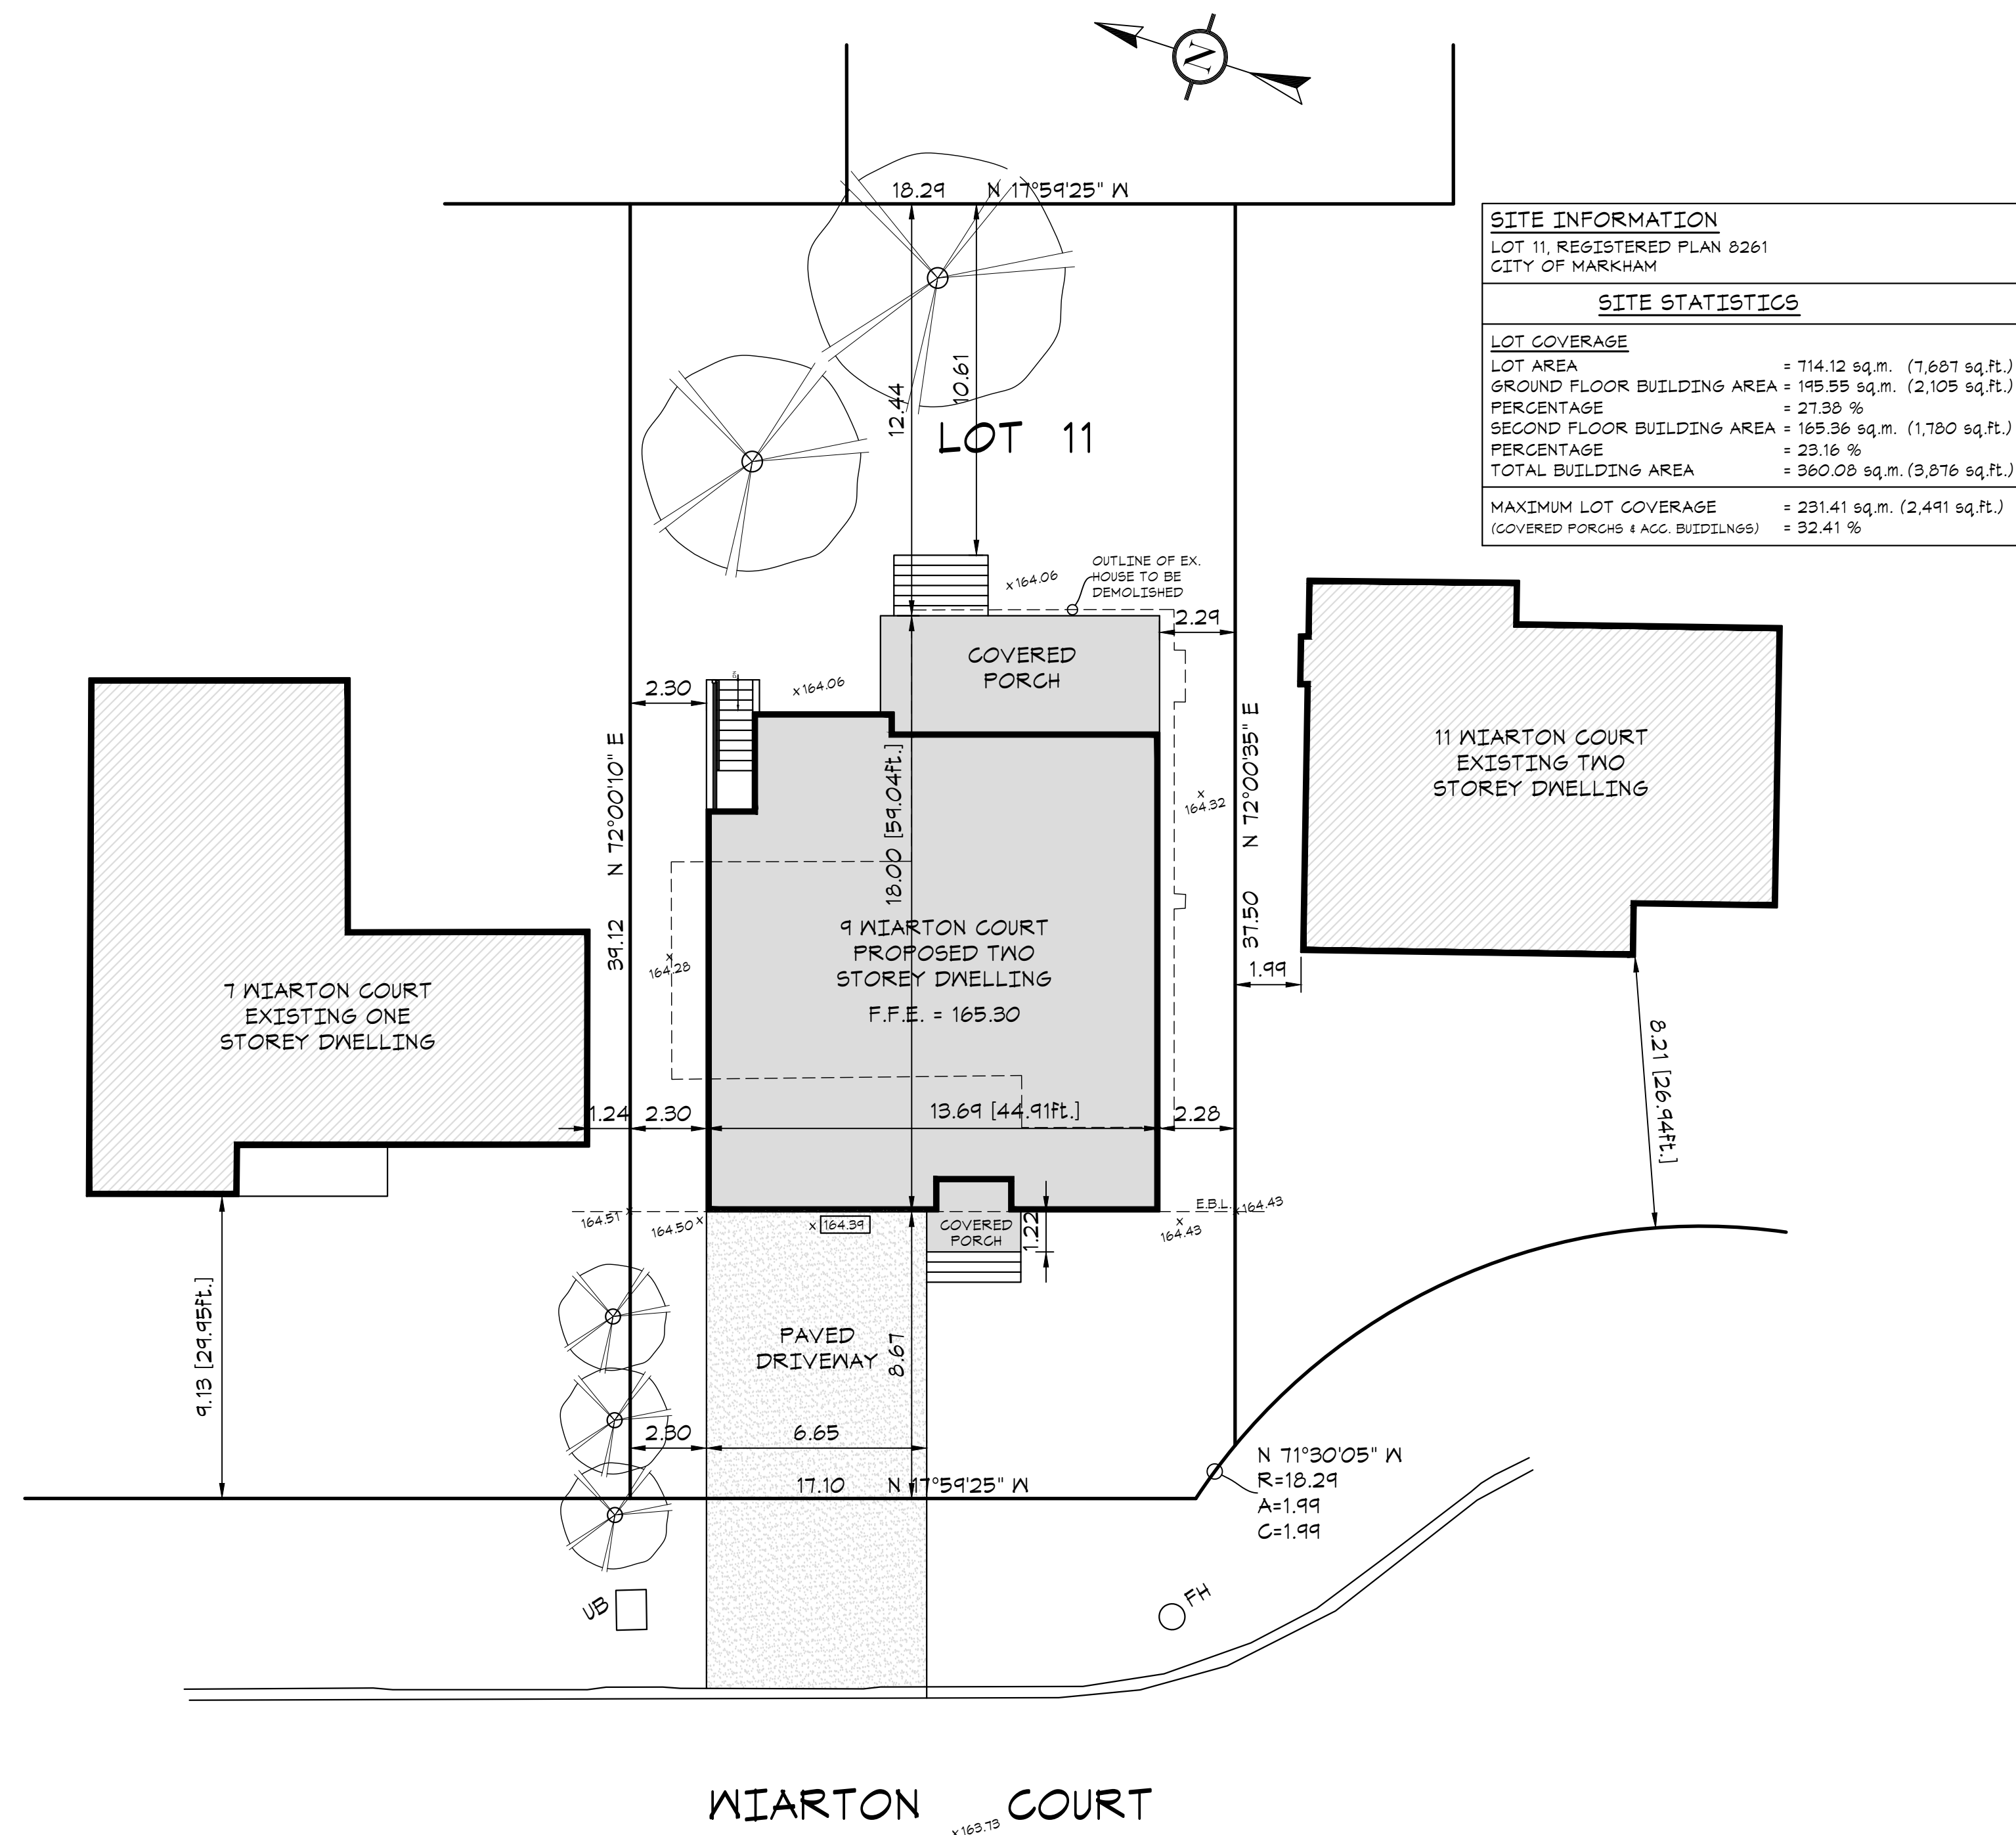 N
18.29 N 17°59'25" W
SITE INFORMATION
LOT 11, REGISTERED PLAN 8261
CITY OF MARKHAM
SITE STATISTICS
LOT COVERAGE
LOT AREA = 714.12 sq.m. (7,687 sq.ft.)
GROUND FLOOR BUILDING AREA = 195.55 sq.m. (2,105 sq.ft.)
PERCENTAGE = 27.38 %
SECOND FLOOR BUILDING AREA = 165.36 sq.m. (1,780 sq.ft.)
PERCENTAGE = 23.16 %
TOTAL BUILDING AREA = 360.08 sq.m. (3,876 sq.ft.)
MAXIMUM LOT COVERAGE = 231.41 sq.m. (2,491 sq.ft.)
(COVERED PORCHS & ACC. BUIDILNGS) = 32.41 %
12.44
10.61
LOT 11
x 164.06
OUTLINE OF EX.
HOUSE TO BE
DEMOLISHED
2.29
COVERED
PORCH
2.30
x 164.06
N 72°00'10" E
39.12
18.00 [59.04ft.]
x
164.32
N 72°00'35" E
37.50
11 WIARTON COURT
EXISTING TWO
STOREY DWELLING
9 WIARTON COURT
PROPOSED TWO
STOREY DWELLING
F.F.E. = 165.30
x
164.28
1.99
7 WIARTON COURT
EXISTING ONE
STOREY DWELLING
8.21 [26.94ft.]
1.24
2.30
13.69 [44.91ft.]
2.28
164.51 x
164.50 x
x 164.39
COVERED
PORCH
1.22
E.B.L.
x 164.43
x
164.43
9.13 [29.95ft.]
PAVED
DRIVEWAY
8.67
2.30
6.65
17.10 N 17°59'25" W
N 71°30'05" W
R=18.29
A=1.99
C=1.99
UB
FH
WIARTON COURT
x 163.73